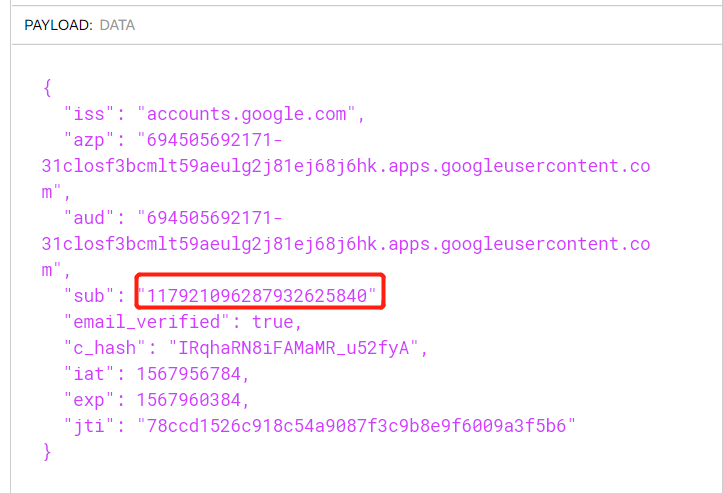 PAYLOAD: DATA
{
"iss": "accounts.google.com",
"azp": "694505692171-
31closf3bcmlt59aeulg2j81ej68j6hk.apps.googleusercontent.co
m",
"aud": "694505692171-
31closf3bcmlt59aeulg2j81ej68j6hk.apps.googleusercontent.co
m",
"sub": "117921096287932625840",
"email_verified": true,
"c_hash": "IRqhaRN8iFAMaMR_u52fyA",
"iat": 1567956784,
"exp": 1567960384,
"jti": "78ccd1526c918c54a9087f3c9b8e9f6009a3f5b6"
}